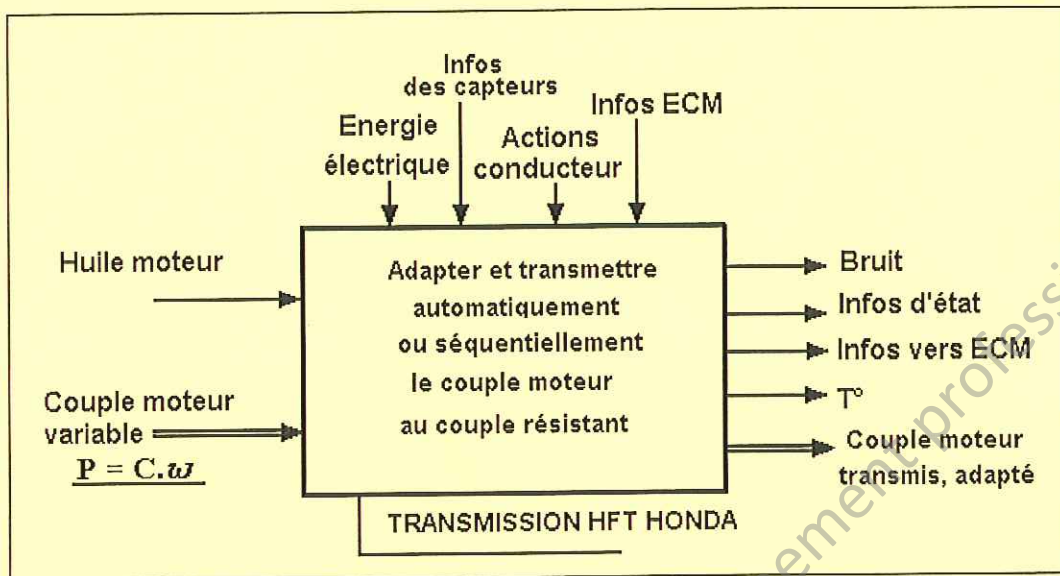 Infos
des capteurs
Infos ECM
Energie
électrique
Actions
conducteur
Huile moteur
Couple moteur
variable
P = C.ω
Adapter et transmettre
automatiquement
ou séquentiellement
le couple moteur
au couple résistant
Bruit
Infos d'état
Infos vers ECM
T°
Couple moteur
transmis, adapté
TRANSMISSION HFT HONDA